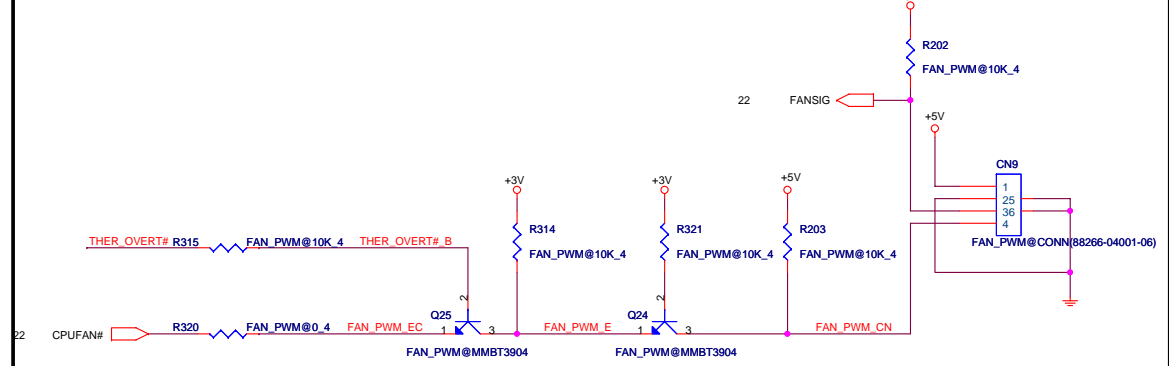 R202
FAN_PWM@10K_4
22 FANSIG
+5V
CN9
1
25
36
4
FAN_PWM@CONN(88266-04001-06)
+3V
+3V
+5V
R314
FAN_PWM@10K_4
R321
FAN_PWM@10K_4
R203
FAN_PWM@10K_4
THER_OVERT# R315 FAN_PWM@10K_4 THER_OVERT#_B
2
2
Q25
Q24
22 CPUFAN# R320 FAN_PWM@0_4 FAN_PWM_EC 1 3 FAN_PWM_E 1 3 FAN_PWM_CN
FAN_PWM@MMBT3904
FAN_PWM@MMBT3904